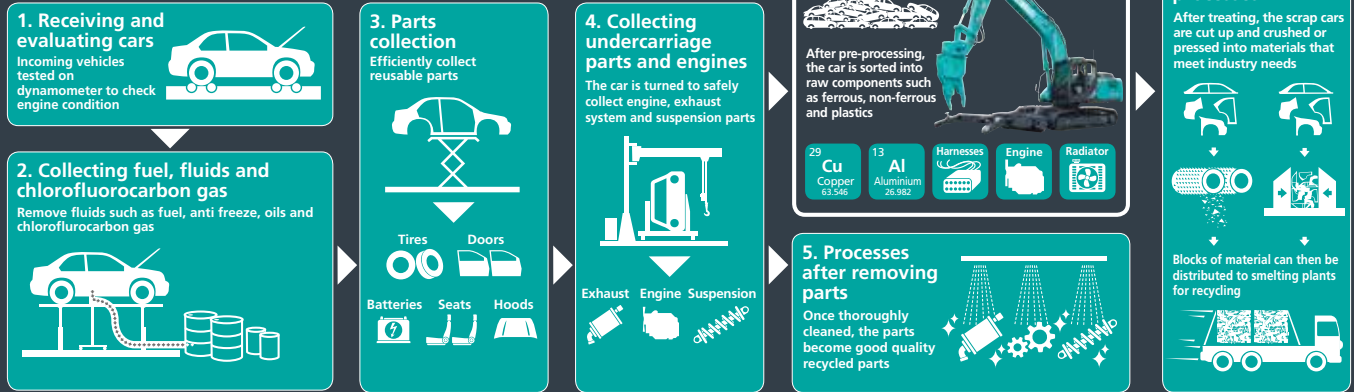 1. Receiving and
evaluating cars
Incoming vehicles
tested on
dynamometer to check
engine condition
2. Collecting fuel, fluids and
chlorofluorocarbon gas
Remove fluids such as fuel, anti freeze, oils and
chloroflurocarbon gas
3. Parts
collection
Efficiently collect
reusable parts
Tires
Doors
Batteries
Seats
Hoods
4. Collecting
undercarriage
parts and engines
The car is turned to safely
collect engine, exhaust
system and suspension parts
Exhaust
Engine
Suspension
After pre-processing,
the car is sorted into
raw components such
as ferrous, non-ferrous
and plastics
29
Cu
Copper
63.546
13
Al
Aluminium
26.982
Harnesses
Engine
Radiator
5. Processes
after removing
parts
Once thoroughly
cleaned, the parts
become good quality
recycled parts
After treating, the scrap cars
are cut up and crushed or
pressed into materials that
meet industry needs
Blocks of material can then be
distributed to smelting plants
for recycling